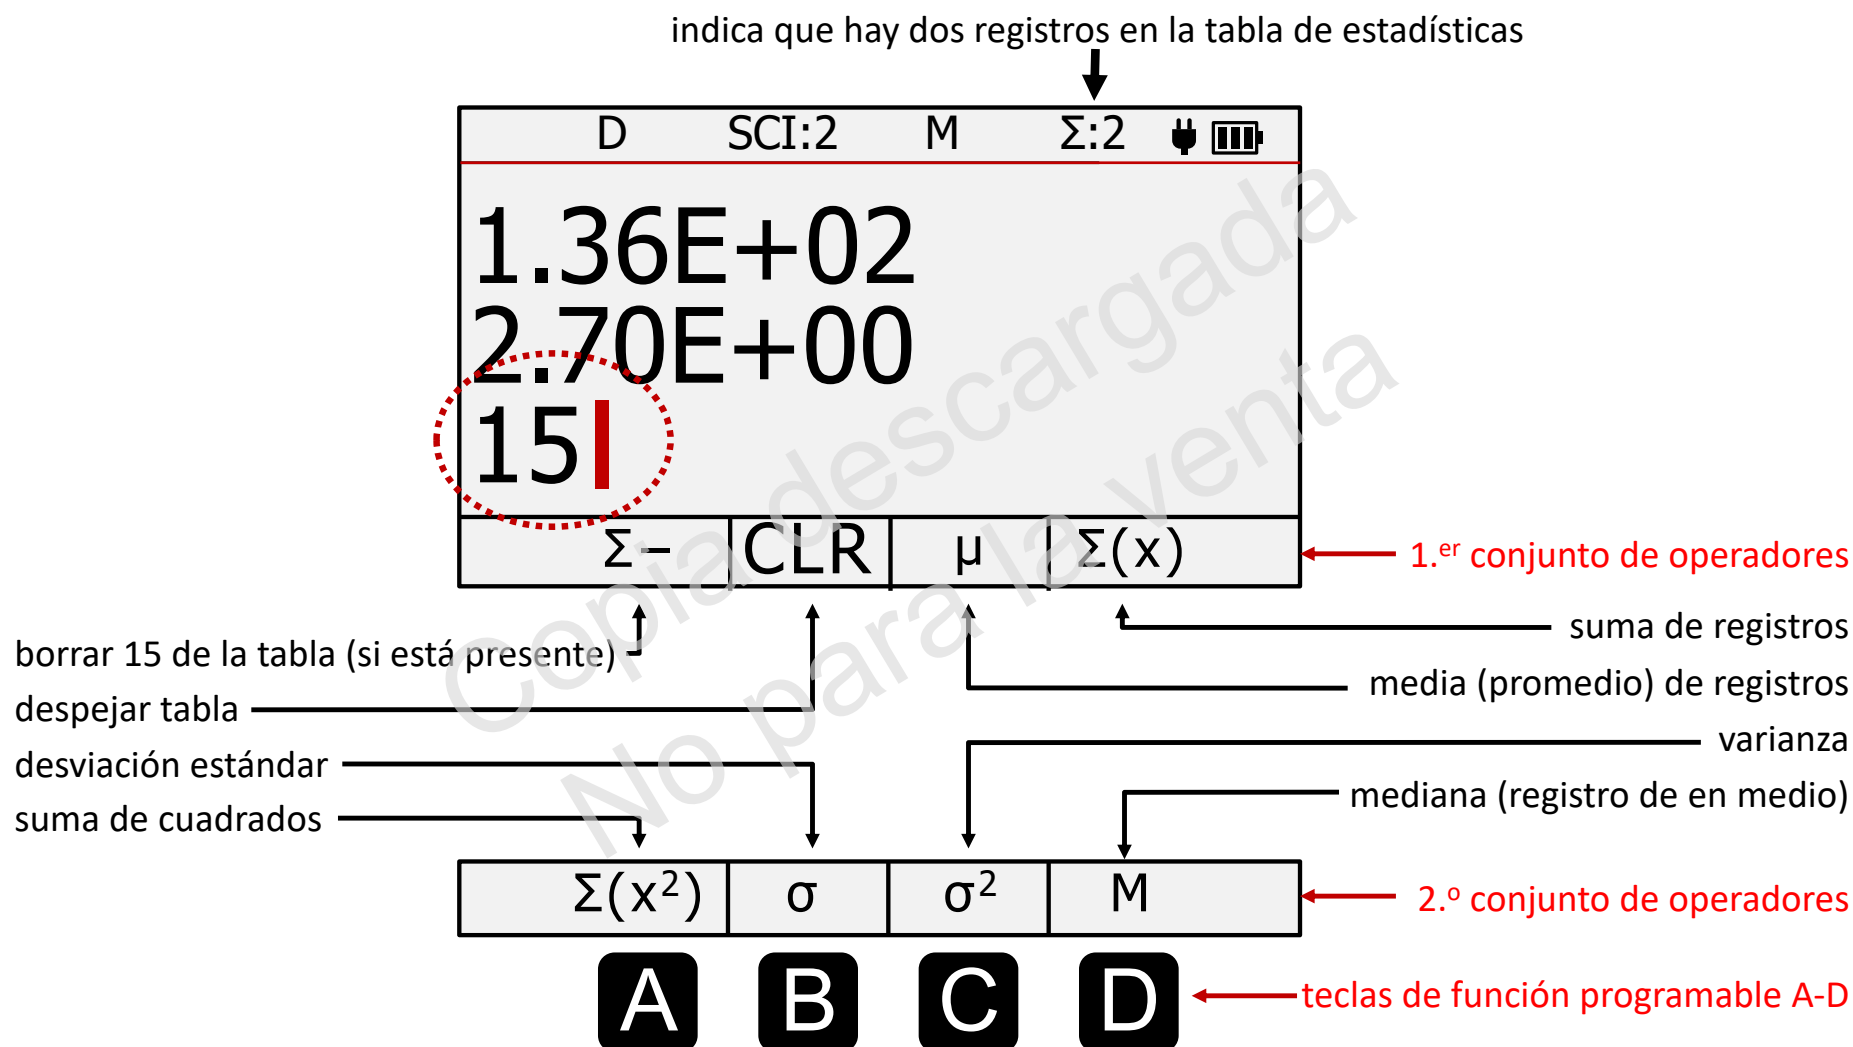 indica que hay dos registros en la tabla de estadísticas
D SCI:2 M Σ:2
1.36E+02
2.70E+00
15
Σ− CLR µ Σ(x)
1.er conjunto de operadores
borrar 15 de la tabla (si está presente)
despejar tabla
desviación estándar
suma de cuadrados
suma de registros
media (promedio) de registros
varianza
mediana (registro de en medio)
Σ(x²) σ σ² M
2.º conjunto de operadores
A B C D
teclas de función programable A-D
Copia descargada
No para la venta